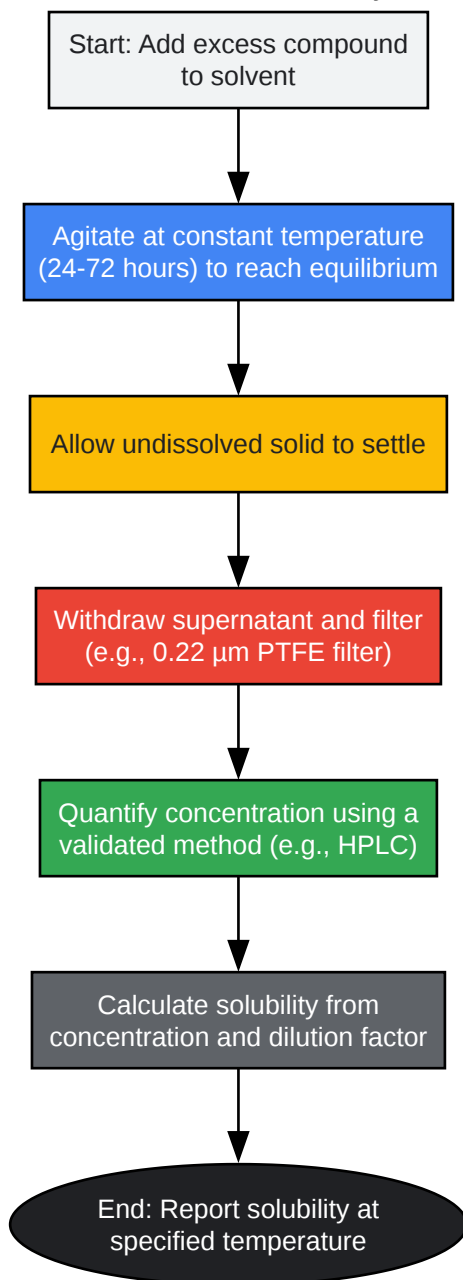 Start: Add excess compound
to solvent
Agitate at constant temperature
(24-72 hours) to reach equilibrium
Allow undissolved solid to settle
Withdraw supernatant and filter
(e.g., 0.22 µm PTFE filter)
Quantify concentration using a
validated method (e.g., HPLC)
Calculate solubility from
concentration and dilution factor
End: Report solubility at
specified temperature